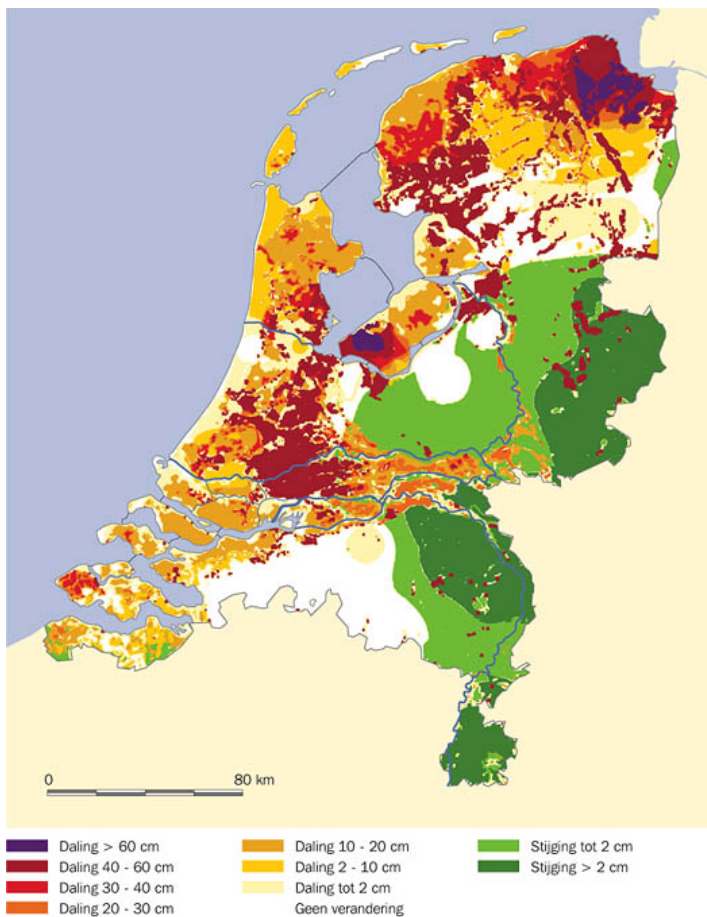 0 80 km
Daling > 60 cm
Daling 40 - 60 cm
Daling 30 - 40 cm
Daling 20 - 30 cm
Daling 10 - 20 cm
Daling 2 - 10 cm
Daling tot 2 cm
Geen verandering
Stijging tot 2 cm
Stijging > 2 cm